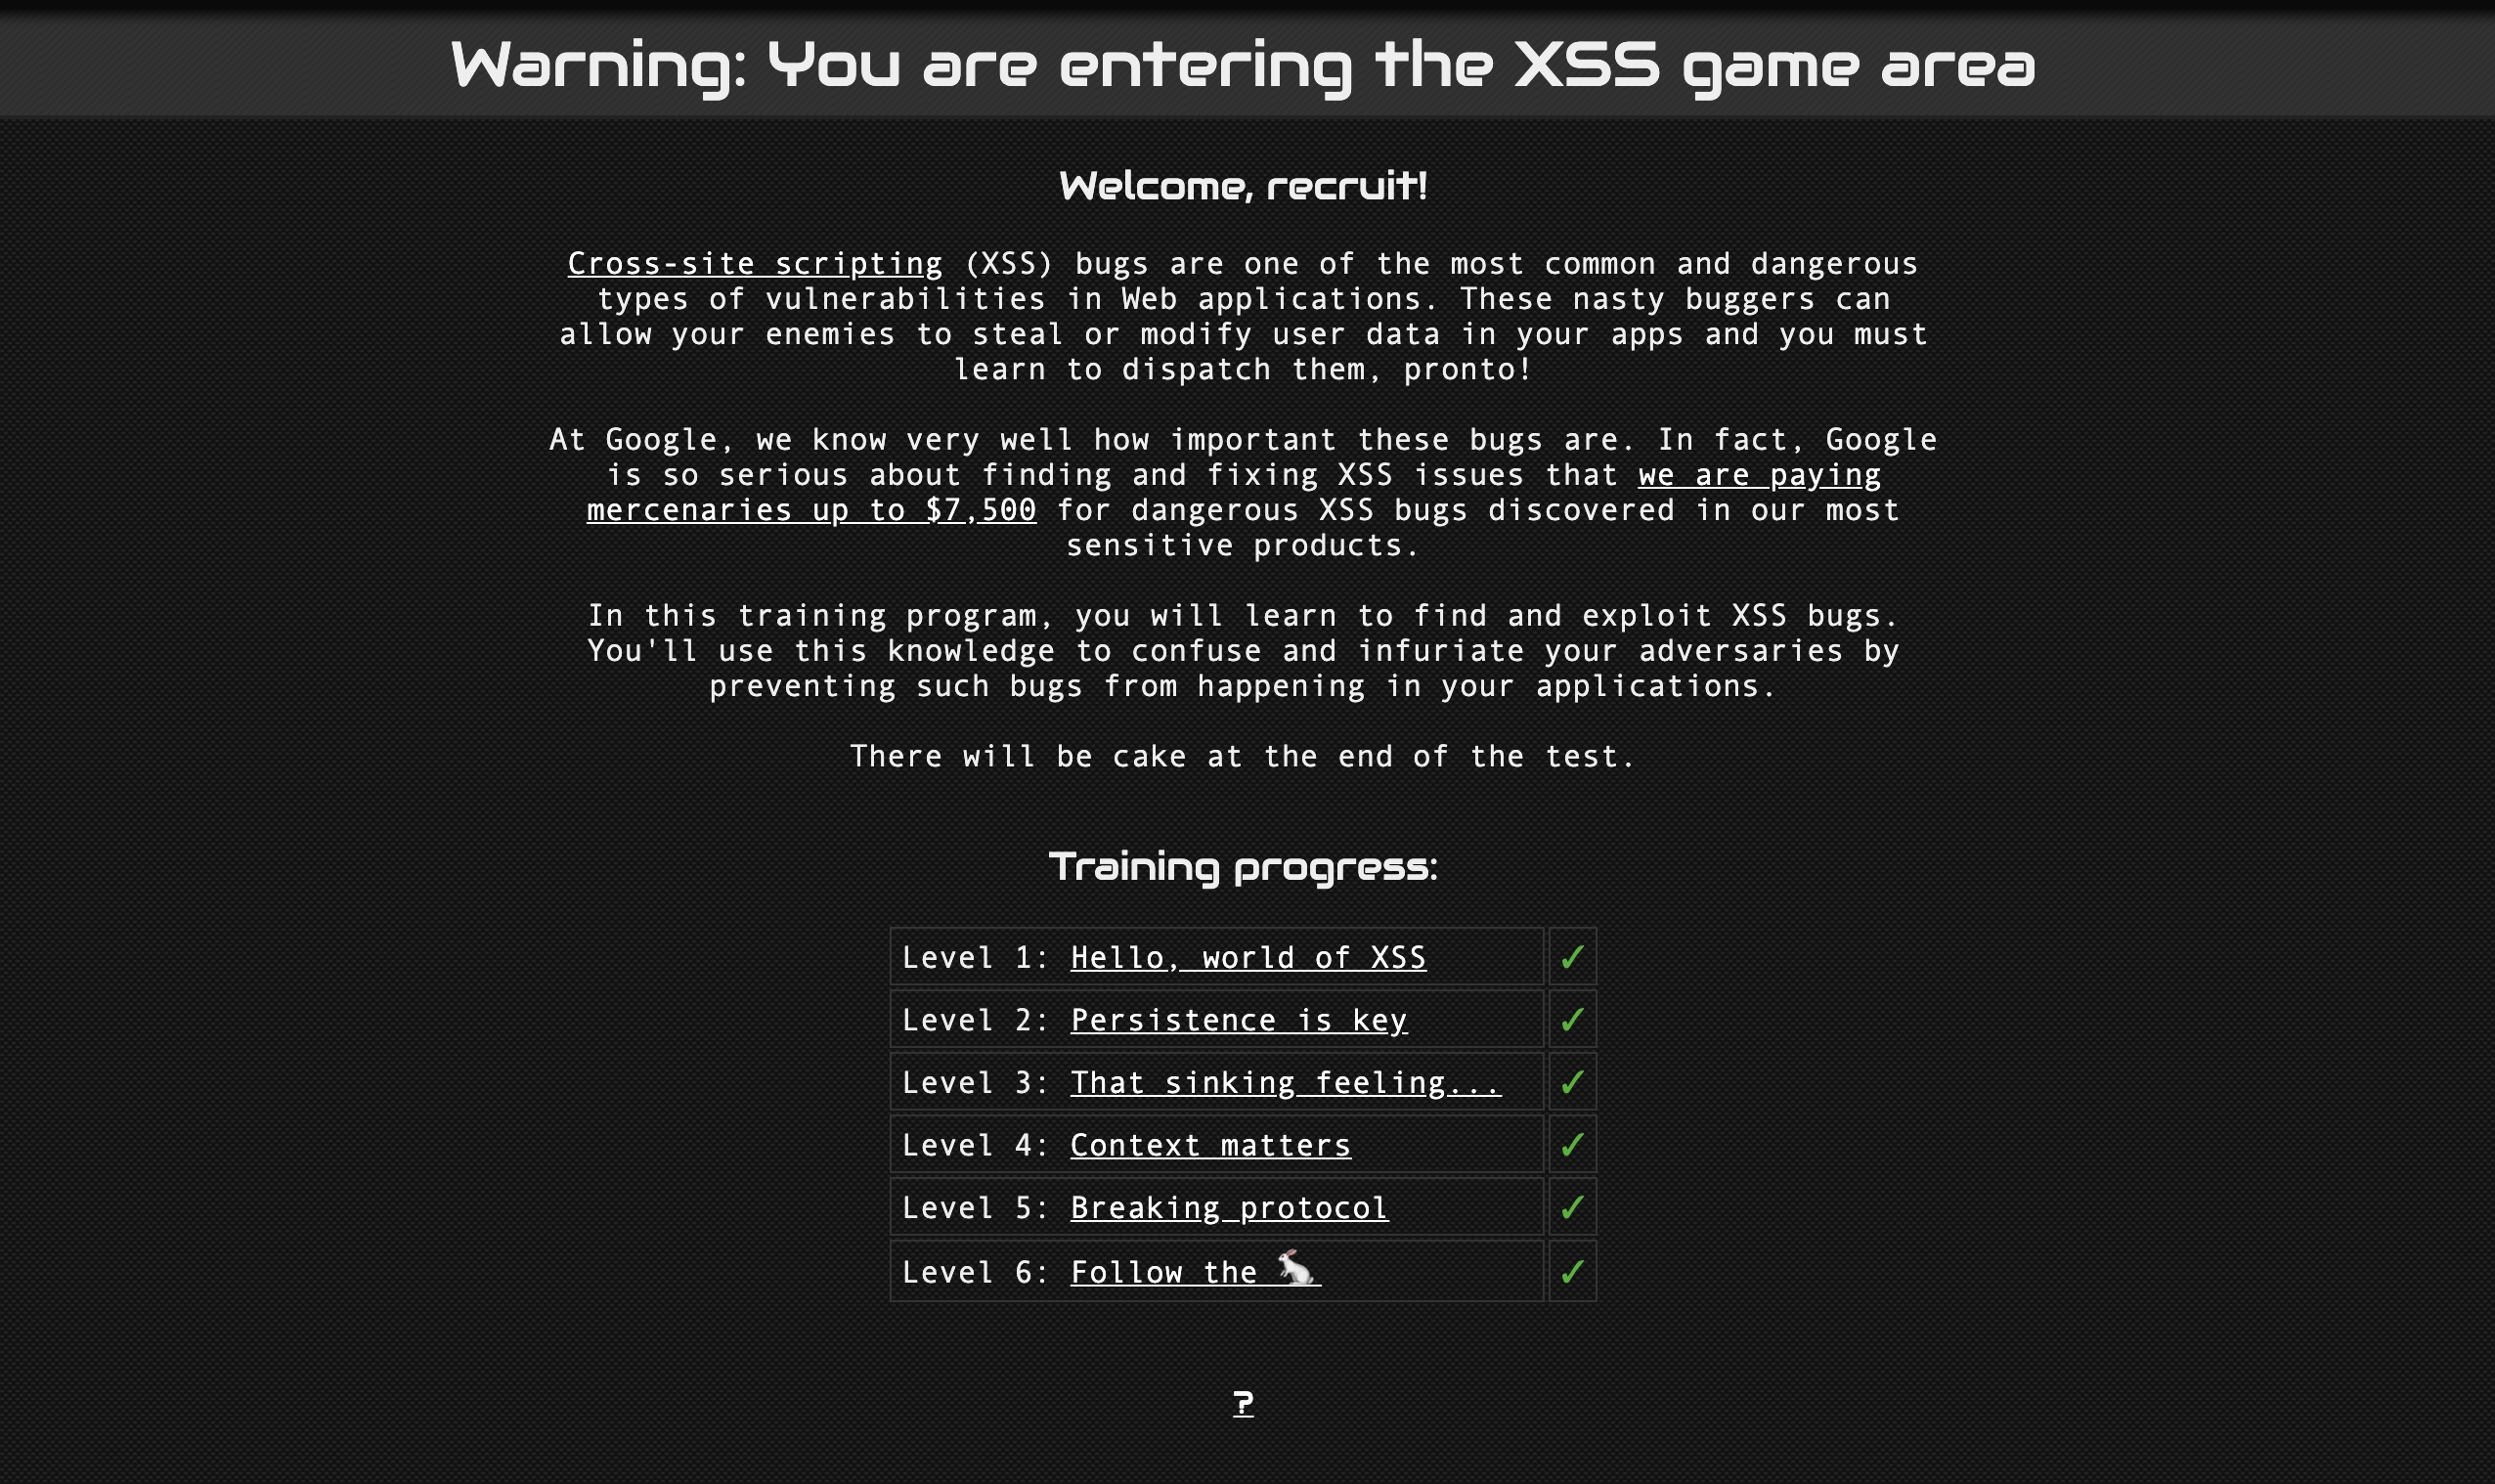 Warning: You are entering the XSS game area
Welcome, recruit!
Cross-site scripting (XSS) bugs are one of the most common and dangerous
types of vulnerabilities in Web applications. These nasty buggers can
allow your enemies to steal or modify user data in your apps and you must
learn to dispatch them, pronto!
At Google, we know very well how important these bugs are. In fact, Google
is so serious about finding and fixing XSS issues that we are paying
mercenaries up to $7,500 for dangerous XSS bugs discovered in our most
sensitive products.
In this training program, you will learn to find and exploit XSS bugs.
You'll use this knowledge to confuse and infuriate your adversaries by
preventing such bugs from happening in your applications.
There will be cake at the end of the test.
Training progress:
Level 1: Hello, world of XSS ✓
Level 2: Persistence is key ✓
Level 3: That sinking feeling... ✓
Level 4: Context matters ✓
Level 5: Breaking protocol ✓
Level 6: Follow the 🐇 ✓
?